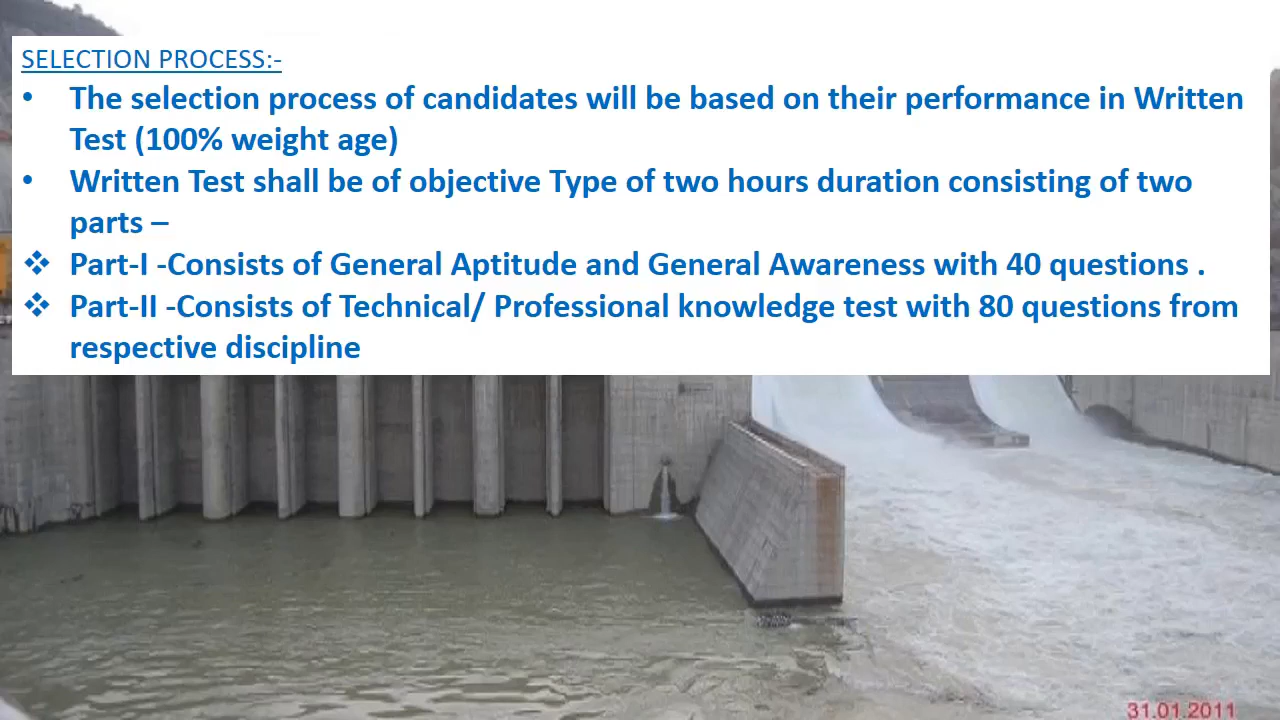 SELECTION PROCESS:-
• The selection process of candidates will be based on their performance in Written
Test (100% weight age)
• Written Test shall be of objective Type of two hours duration consisting of two
parts –
❖ Part-I -Consists of General Aptitude and General Awareness with 40 questions .
❖ Part-II -Consists of Technical/ Professional knowledge test with 80 questions from
respective discipline
31.01.2011